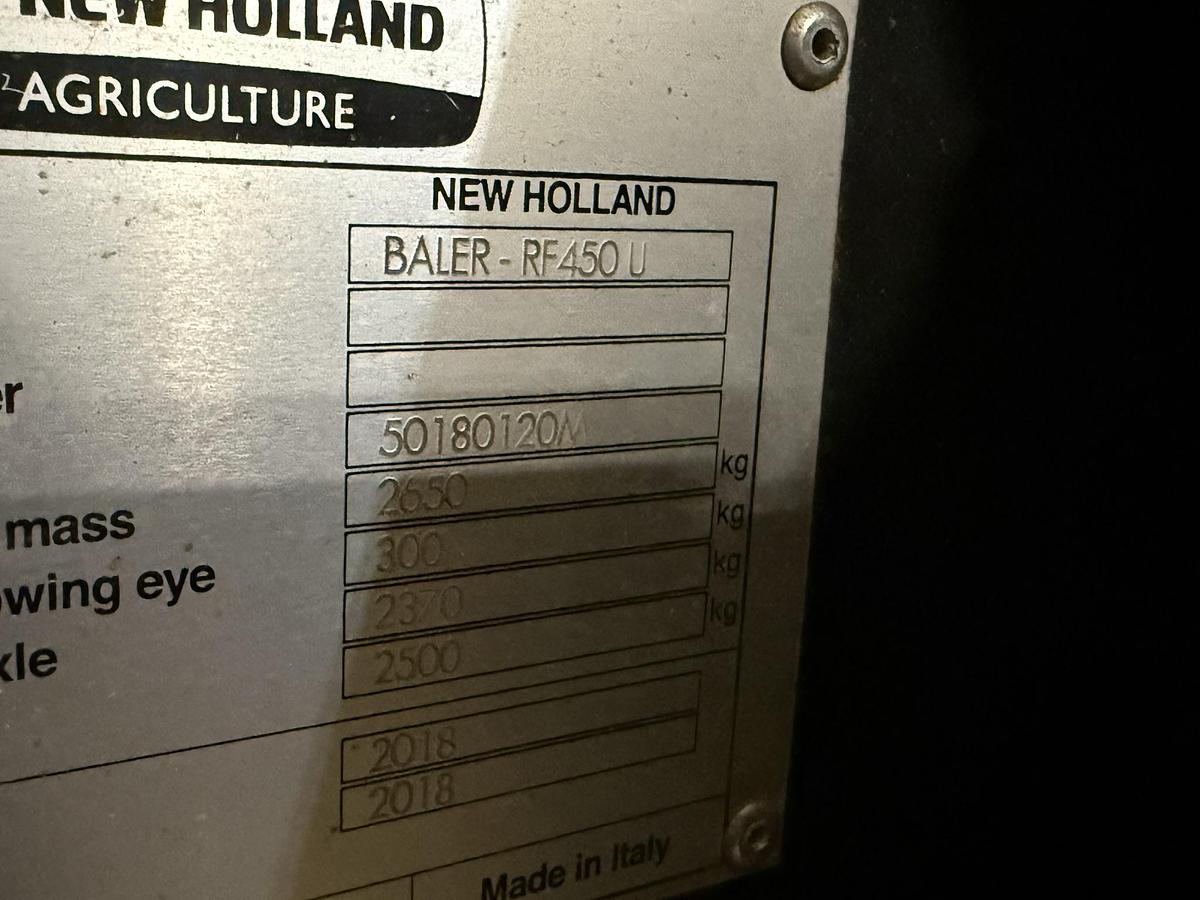 NEW HOLLAND
AGRICULTURE
NEW HOLLAND
BALER - RF450 U
er
50180120M
2650 kg
mass 300 kg
owing eye 2370 kg
xle 2500 kg
2018
2018
Made in Italy